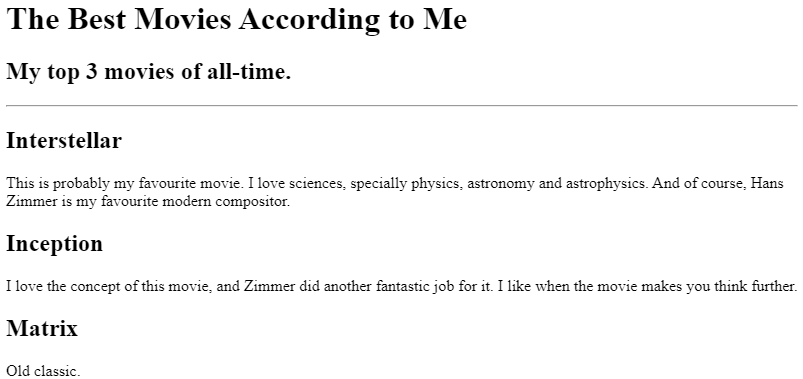 The Best Movies According to Me
My top 3 movies of all-time.
Interstellar
This is probably my favourite movie. I love sciences, specially physics, astronomy and astrophysics. And of course, Hans
Zimmer is my favourite modern compositor.
Inception
I love the concept of this movie, and Zimmer did another fantastic job for it. I like when the movie makes you think further.
Matrix
Old classic.